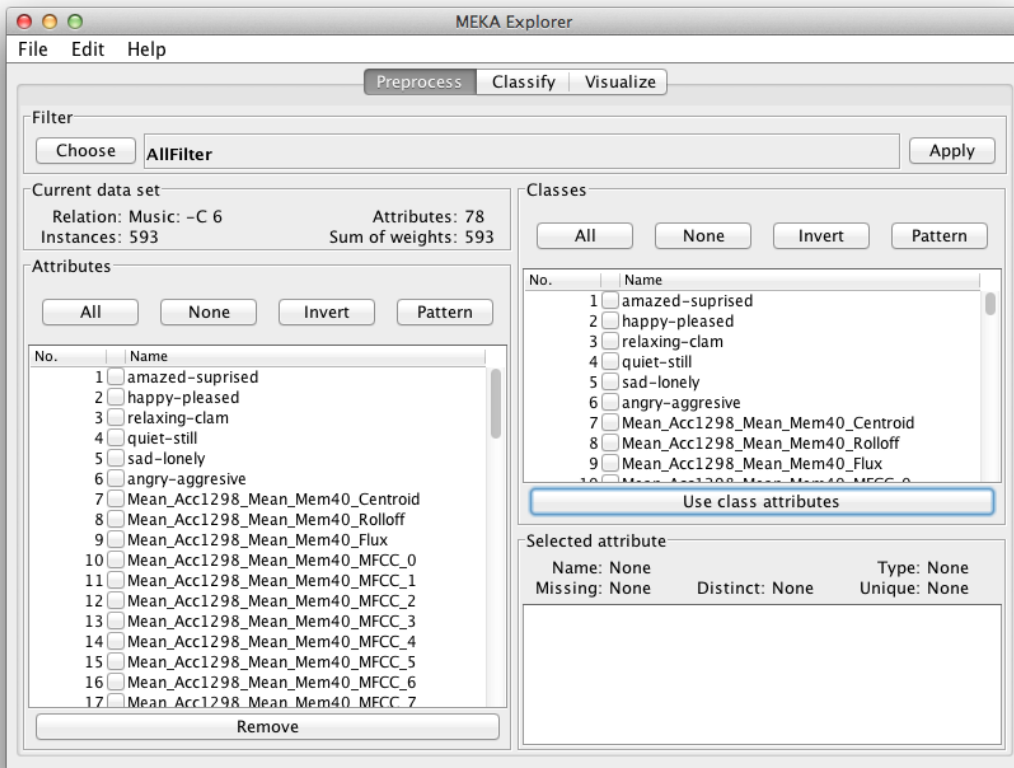 MEKA Explorer
File Edit Help
Preprocess Classify Visualize
Filter
Choose AllFilter Apply
Current data set
Relation: Music: -C 6 Attributes: 78
Instances: 593 Sum of weights: 593
Attributes
All None Invert Pattern
No. Name
1 amazed-suprised
2 happy-pleased
3 relaxing-clam
4 quiet-still
5 sad-lonely
6 angry-aggresive
7 Mean_Acc1298_Mean_Mem40_Centroid
8 Mean_Acc1298_Mean_Mem40_Rolloff
9 Mean_Acc1298_Mean_Mem40_Flux
10 Mean_Acc1298_Mean_Mem40_MFCC_0
11 Mean_Acc1298_Mean_Mem40_MFCC_1
12 Mean_Acc1298_Mean_Mem40_MFCC_2
13 Mean_Acc1298_Mean_Mem40_MFCC_3
14 Mean_Acc1298_Mean_Mem40_MFCC_4
15 Mean_Acc1298_Mean_Mem40_MFCC_5
16 Mean_Acc1298_Mean_Mem40_MFCC_6
17 Mean_Acc1298_Mean_Mem40_MFCC_7
Remove
Classes
All None Invert Pattern
No. Name
1 amazed-suprised
2 happy-pleased
3 relaxing-clam
4 quiet-still
5 sad-lonely
6 angry-aggresive
7 Mean_Acc1298_Mean_Mem40_Centroid
8 Mean_Acc1298_Mean_Mem40_Rolloff
9 Mean_Acc1298_Mean_Mem40_Flux
10 Mean_Acc1298_Mean_Mem40_MFCC_0
Use class attributes
Selected attribute
Name: None Type: None
Missing: None Distinct: None Unique: None